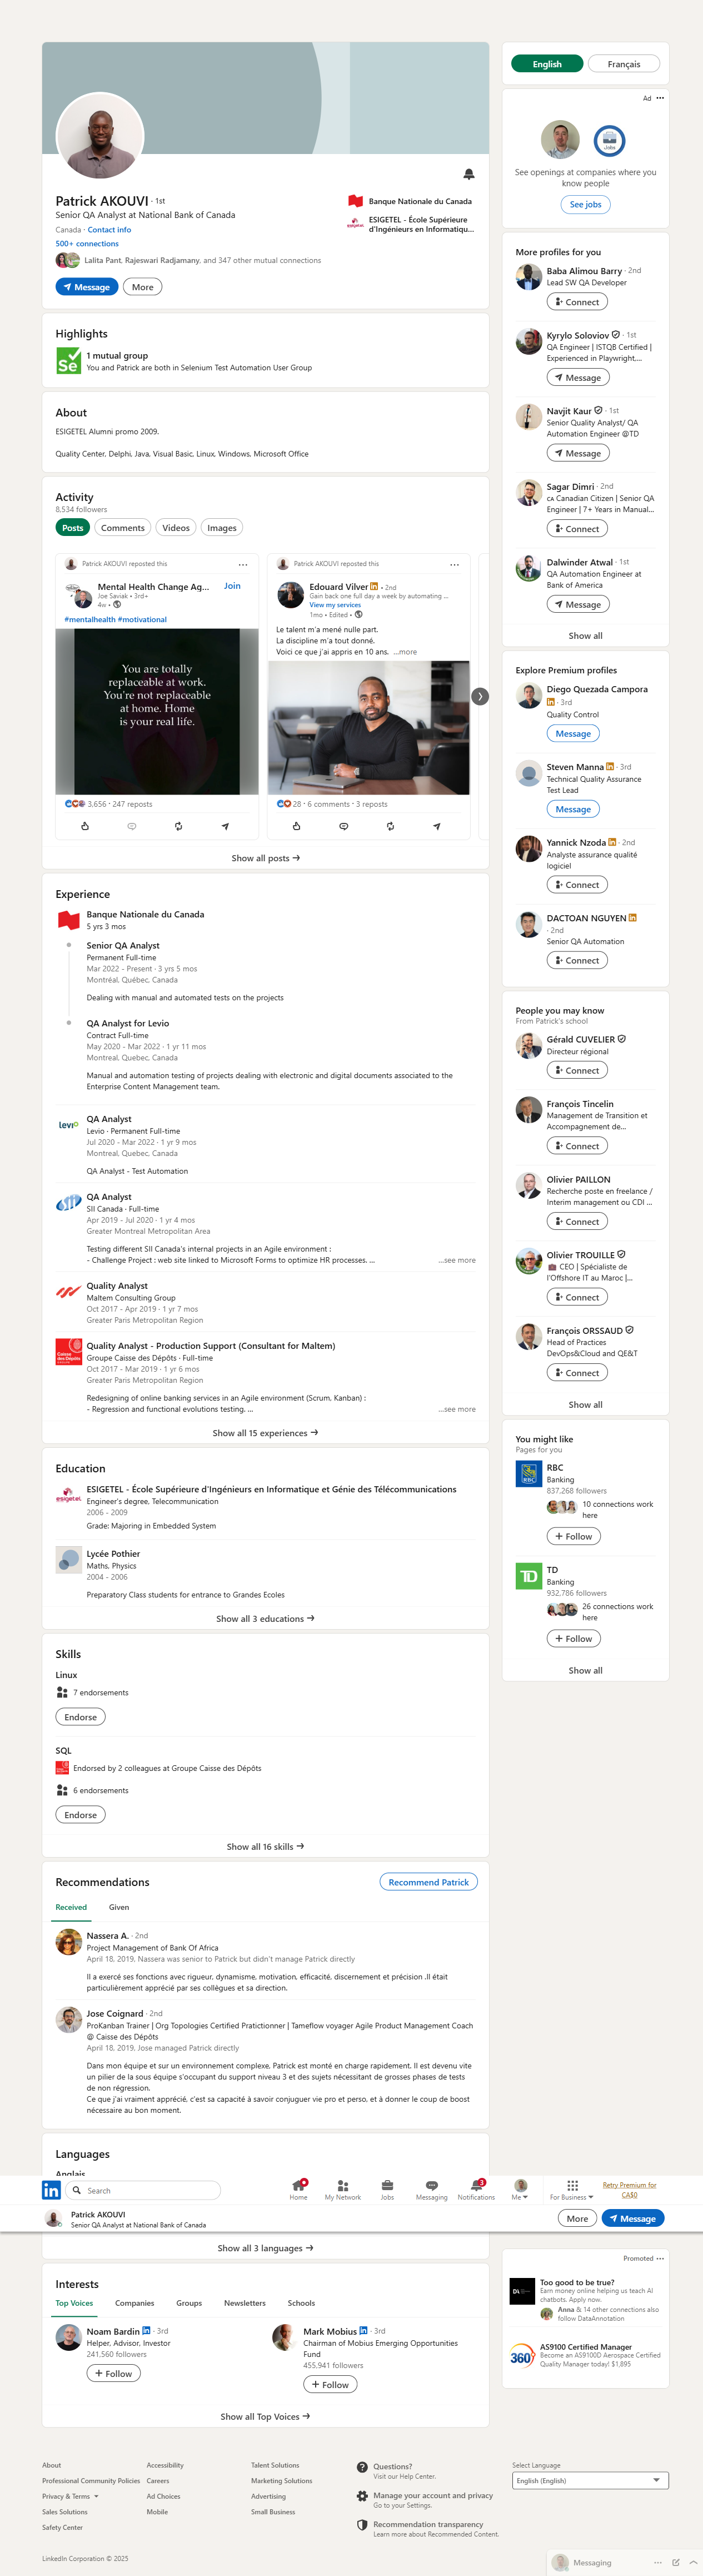 Patrick AKOUVI · 1st
Senior QA Analyst at National Bank of Canada
Canada · Contact info
500+ connections
Lalita Pant, Rajeswari Radjamany, and 347 other mutual connections
Message
More
Banque Nationale du Canada
ESIGETEL - École Supérieure
d'Ingénieurs en Informatiqu...
Highlights
1 mutual group
You and Patrick are both in Selenium Test Automation User Group
About
ESIGETEL Alumni promo 2009.
Quality Center, Delphi, Java, Visual Basic, Linux, Windows, Microsoft Office
Activity
8,534 followers
Posts
Comments
Videos
Images
Patrick AKOUVI reposted this
Mental Health Change Ag...
Join
Joe Saviak • 3rd+
4w •
#mentalhealth #motivational
You are totally
replaceable at work.
You're not replaceable
at home. Home
is your real life.
3,656 · 247 reposts
Patrick AKOUVI reposted this
Edouard Vilver • 2nd
Gain back one full day a week by automating ...
View my services
1mo • Edited •
Le talent m'a mené nulle part.
La discipline m'a tout donné.
Voici ce que j'ai appris en 10 ans. ...more
28 · 6 comments · 3 reposts
Show all posts →
Experience
Banque Nationale du Canada
5 yrs 3 mos
Senior QA Analyst
Permanent Full-time
Mar 2022 - Present · 3 yrs 5 mos
Montréal, Québec, Canada
Dealing with manual and automated tests on the projects
QA Analyst for Levio
Contract Full-time
May 2020 - Mar 2022 · 1 yr 11 mos
Montreal, Quebec, Canada
Manual and automation testing of projects dealing with electronic and digital documents associated to the
Enterprise Content Management team.
QA Analyst
Levio · Permanent Full-time
Jul 2020 - Mar 2022 · 1 yr 9 mos
Montreal, Quebec, Canada
QA Analyst - Test Automation
QA Analyst
SII Canada · Full-time
Apr 2019 - Jul 2020 · 1 yr 4 mos
Greater Montreal Metropolitan Area
Testing different SII Canada's internal projects in an Agile environment :
- Challenge Project : web site linked to Microsoft Forms to optimize HR processes. ...
...see more
Quality Analyst
Maltem Consulting Group
Oct 2017 - Apr 2019 · 1 yr 7 mos
Greater Paris Metropolitan Region
Quality Analyst - Production Support (Consultant for Maltem)
Groupe Caisse des Dépôts · Full-time
Oct 2017 - Mar 2019 · 1 yr 6 mos
Greater Paris Metropolitan Region
Redesigning of online banking services in an Agile environment (Scrum, Kanban) :
- Regression and functional evolutions testing. ...
...see more
Show all 15 experiences →
Education
ESIGETEL - École Supérieure d'Ingénieurs en Informatique et Génie des Télécommunications
Engineer's degree, Telecommunication
2006 - 2009
Grade: Majoring in Embedded System
Lycée Pothier
Maths, Physics
2004 - 2006
Preparatory Class students for entrance to Grandes Ecoles
Show all 3 educations →
Skills
Linux
7 endorsements
Endorse
SQL
Endorsed by 2 colleagues at Groupe Caisse des Dépôts
6 endorsements
Endorse
Show all 16 skills →
Recommendations
Recommend Patrick
Received
Given
Nassera A. · 2nd
Project Management of Bank Of Africa
April 18, 2019, Nassera was senior to Patrick but didn't manage Patrick directly
Il a exercé ses fonctions avec rigueur, dynamisme, motivation, efficacité, discernement et précision .Il était
particulièrement apprécié par ses collègues et sa direction.
Jose Coignard · 2nd
ProKanban Trainer | Org Topologies Certified Pratictionner | Tameflow voyager Agile Product Management Coach
@ Caisse des Dépôts
April 18, 2019, Jose managed Patrick directly
Dans mon équipe et sur un environnement complexe, Patrick est monté en charge rapidement. Il est devenu vite
un pilier de la sous équipe s'occupant du support niveau 3 et des sujets nécessitant de grosses phases de tests
de non régression.
Ce que j'ai vraiment apprécié, c'est sa capacité à savoir conjuguer vie pro et perso, et à donner le coup de boost
nécessaire au bon moment.
Languages
Anglais
in
Search
Home
My Network
Jobs
Messaging
3
Notifications
Me
For Business
Retry Premium for
CA$0
Patrick AKOUVI
Senior QA Analyst at National Bank of Canada
More
Message
Show all 3 languages →
Interests
Top Voices
Companies
Groups
Newsletters
Schools
Noam Bardin · 3rd
Helper, Advisor, Investor
241,560 followers
+ Follow
Mark Mobius · 3rd
Chairman of Mobius Emerging Opportunities
Fund
455,941 followers
+ Follow
Show all Top Voices →
English
Français
Ad
Jobs
See openings at companies where you
know people
See jobs
More profiles for you
Baba Alimou Barry · 2nd
Lead SW QA Developer
Connect
Kyrylo Soloviov · 1st
QA Engineer | ISTQB Certified |
Experienced in Playwright,...
Message
Navjit Kaur · 1st
Senior Quality Analyst/ QA
Automation Engineer @TD
Message
Sagar Dimri · 2nd
CA Canadian Citizen | Senior QA
Engineer | 7+ Years in Manual...
Connect
Dalwinder Atwal · 1st
QA Automation Engineer at
Bank of America
Message
Show all
Explore Premium profiles
Diego Quezada Campora
· 3rd
Quality Control
Message
Steven Manna · 3rd
Technical Quality Assurance
Test Lead
Message
Yannick Nzoda · 2nd
Analyste assurance qualité
logiciel
Connect
DACTOAN NGUYEN
· 2nd
Senior QA Automation
Connect
People you may know
From Patrick's school
Gérald CUVELIER
Directeur régional
Connect
François Tincelin
Management de Transition et
Accompagnement de...
Connect
Olivier PAILLON
Recherche poste en freelance /
Interim management ou CDI ...
Connect
Olivier TROUILLE
CEO | Spécialiste de
l'Offshore IT au Maroc |...
Connect
François ORSSAUD
Head of Practices
DevOps&Cloud and QE&T
Connect
Show all
You might like
Pages for you
RBC
Banking
837,268 followers
10 connections work
here
+ Follow
TD
Banking
932,786 followers
26 connections work
here
+ Follow
Show all
Promoted
Too good to be true?
Earn money online helping us teach AI
chatbots. Apply now.
Anna & 14 other connections also
follow DataAnnotation
360
AS9100 Certified Manager
Become an AS9100D Aerospace Certified
Quality Manager today! $1,895
About
Accessibility
Talent Solutions
Professional Community Policies
Careers
Marketing Solutions
Privacy & Terms
Ad Choices
Advertising
Sales Solutions
Mobile
Small Business
Safety Center
Questions?
Visit our Help Center.
Manage your account and privacy
Go to your Settings.
Recommendation transparency
Learn more about Recommended Content.
Select Language
English (English)
LinkedIn Corporation © 2025
Messaging